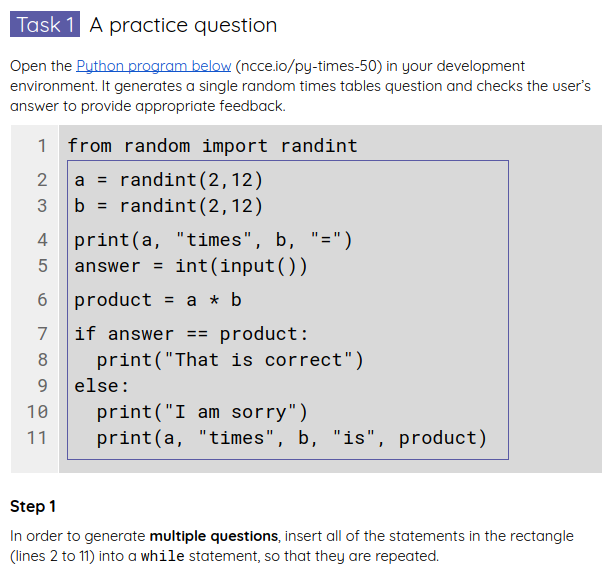 Task 1 A practice question
Open the Python program below (ncce.io/py-times-50) in your development
environment. It generates a single random times tables question and checks the user's
answer to provide appropriate feedback.
1 from random import randint
2 a = randint(2,12)
3 b = randint(2,12)
4 print(a, "times", b, "=")
5 answer = int(input())
6 product = a * b
7 if answer == product:
8   print("That is correct")
9 else:
10   print("I am sorry")
11   print(a, "times", b, "is", product)
Step 1
In order to generate multiple questions, insert all of the statements in the rectangle
(lines 2 to 11) into a while statement, so that they are repeated.